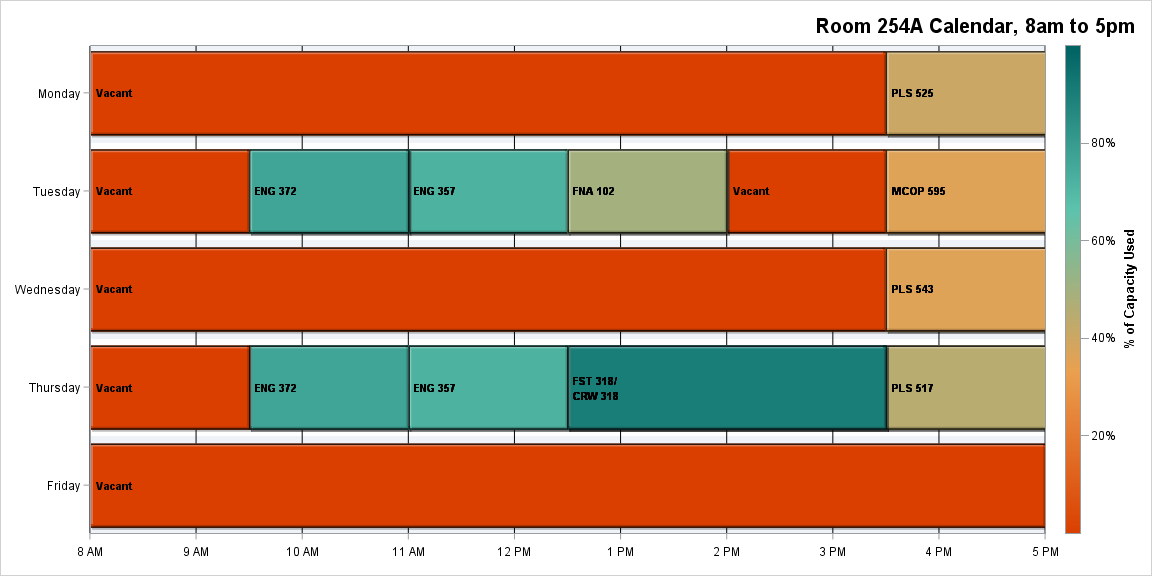 Room 254A Calendar, 8am to 5pm
Monday
Vacant
PLS 525
Tuesday
Vacant
ENG 372
ENG 357
FNA 102
Vacant
MCOP 595
Wednesday
Vacant
PLS 543
Thursday
Vacant
ENG 372
ENG 357
FST 318/
CRW 318
PLS 517
Friday
Vacant
8 AM
9 AM
10 AM
11 AM
12 PM
1 PM
2 PM
3 PM
4 PM
5 PM
80%
60%
40%
20%
% of Capacity Used